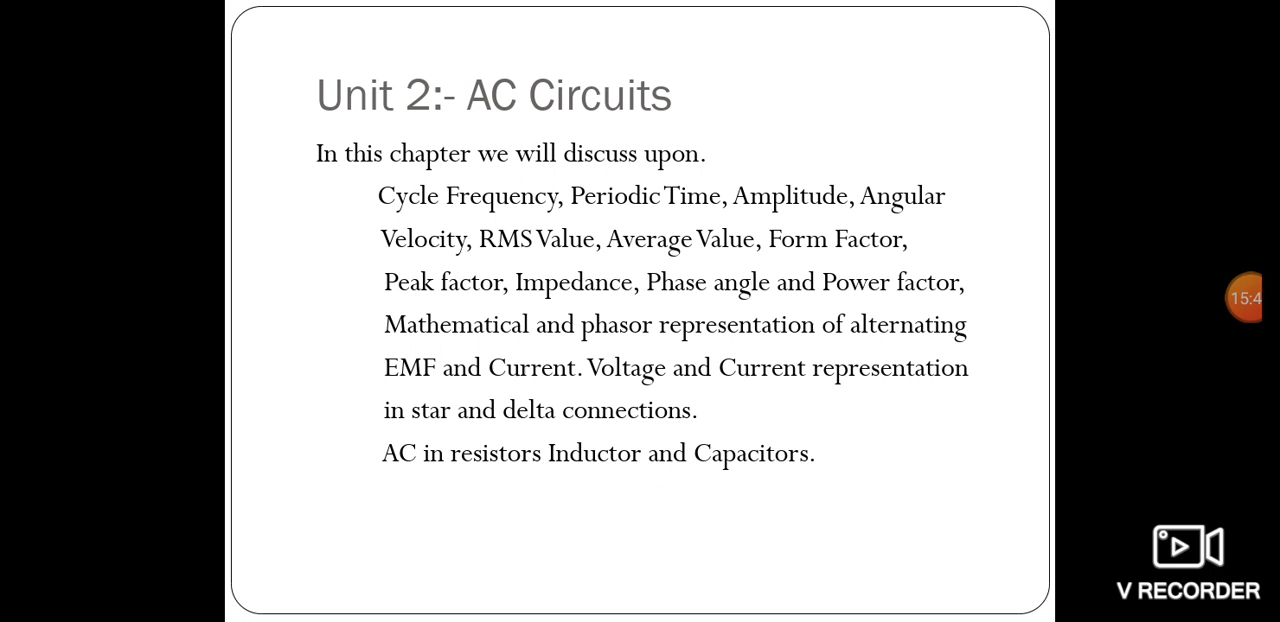 Unit 2:- AC Circuits
In this chapter we will discuss upon.
Cycle Frequency, Periodic Time, Amplitude, Angular
Velocity, RMS Value, Average Value, Form Factor,
Peak factor, Impedance, Phase angle and Power factor,
Mathematical and phasor representation of alternating
EMF and Current. Voltage and Current representation
in star and delta connections.
AC in resistors Inductor and Capacitors.
15:4
V RECORDER